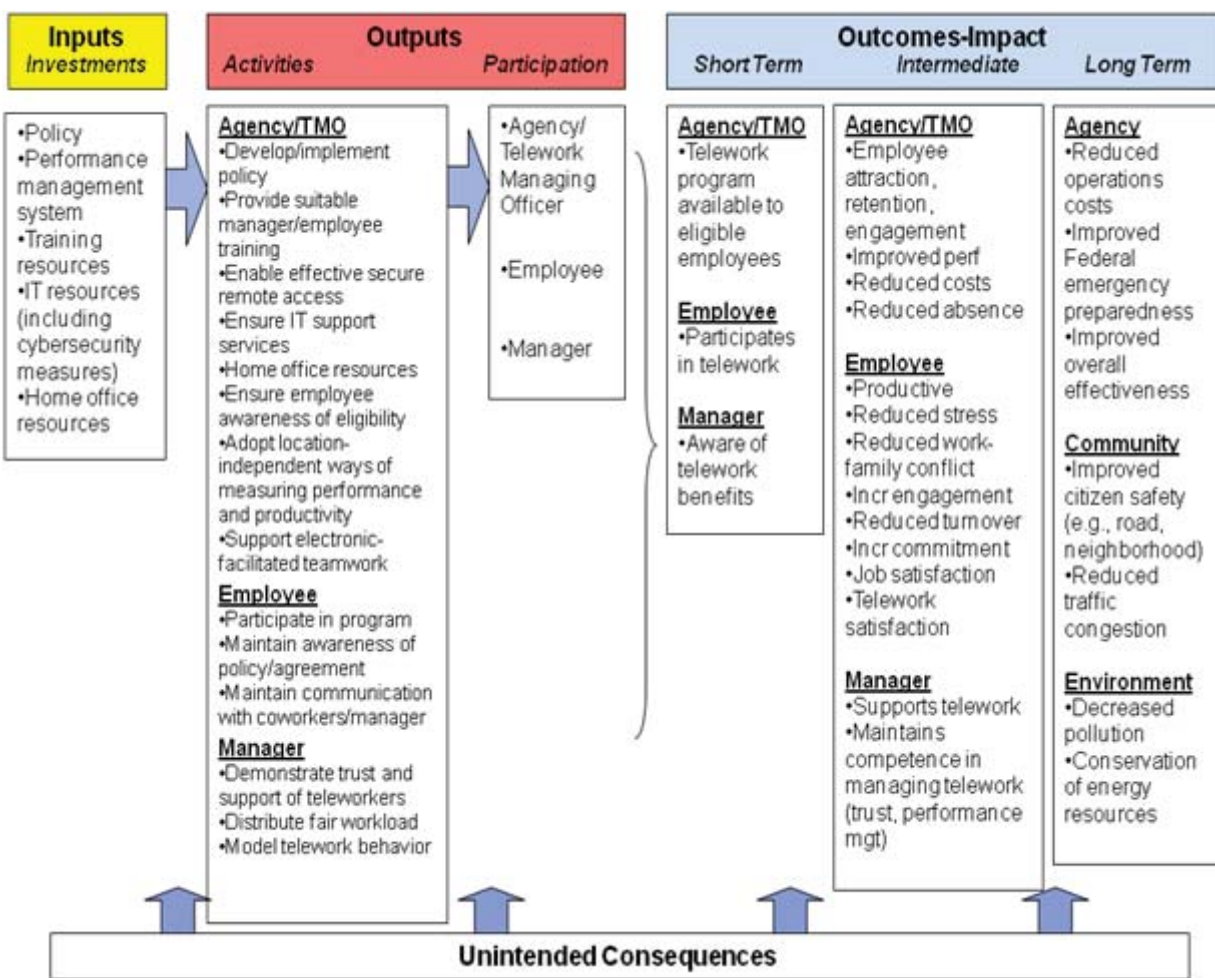 Inputs
Investments
Outputs
Activities
Participation
Outcomes-Impact
Short Term
Intermediate
Long Term
•Policy
•Performance
management
system
•Training
resources
•IT resources
(including
cybersecurity
measures)
•Home office
resources
Agency/TMO
•Develop/implement
policy
•Provide suitable
manager/employee
training
•Enable effective secure
remote access
•Ensure IT support
services
•Home office resources
•Ensure employee
awareness of eligibility
•Adopt location-
independent ways of
measuring performance
and productivity
•Support electronic-
facilitated teamwork
Employee
•Participate in program
•Maintain awareness of
policy/agreement
•Maintain communication
with coworkers/manager
Manager
•Demonstrate trust and
support of teleworkers
•Distribute fair workload
•Model telework behavior
•Agency/
Telework
Managing
Officer
•Employee
•Manager
Agency/TMO
•Telework
program
available to
eligible
employees
Employee
•Participates
in telework
Manager
•Aware of
telework
benefits
Agency/TMO
•Employee
attraction,
retention,
engagement
•Improved perf
•Reduced costs
•Reduced absence
Employee
•Productive
•Reduced stress
•Reduced work-
family conflict
•Incr engagement
•Reduced turnover
•Incr commitment
•Job satisfaction
•Telework
satisfaction
Manager
•Supports telework
•Maintains
competence in
managing telework
(trust, performance
mgt)
Agency
•Reduced
operations
costs
•Improved
Federal
emergency
preparedness
•Improved
overall
effectiveness
Community
•Improved
citizen safety
(e.g., road,
neighborhood)
•Reduced
traffic
congestion
Environment
•Decreased
pollution
•Conservation
of energy
resources
Unintended Consequences